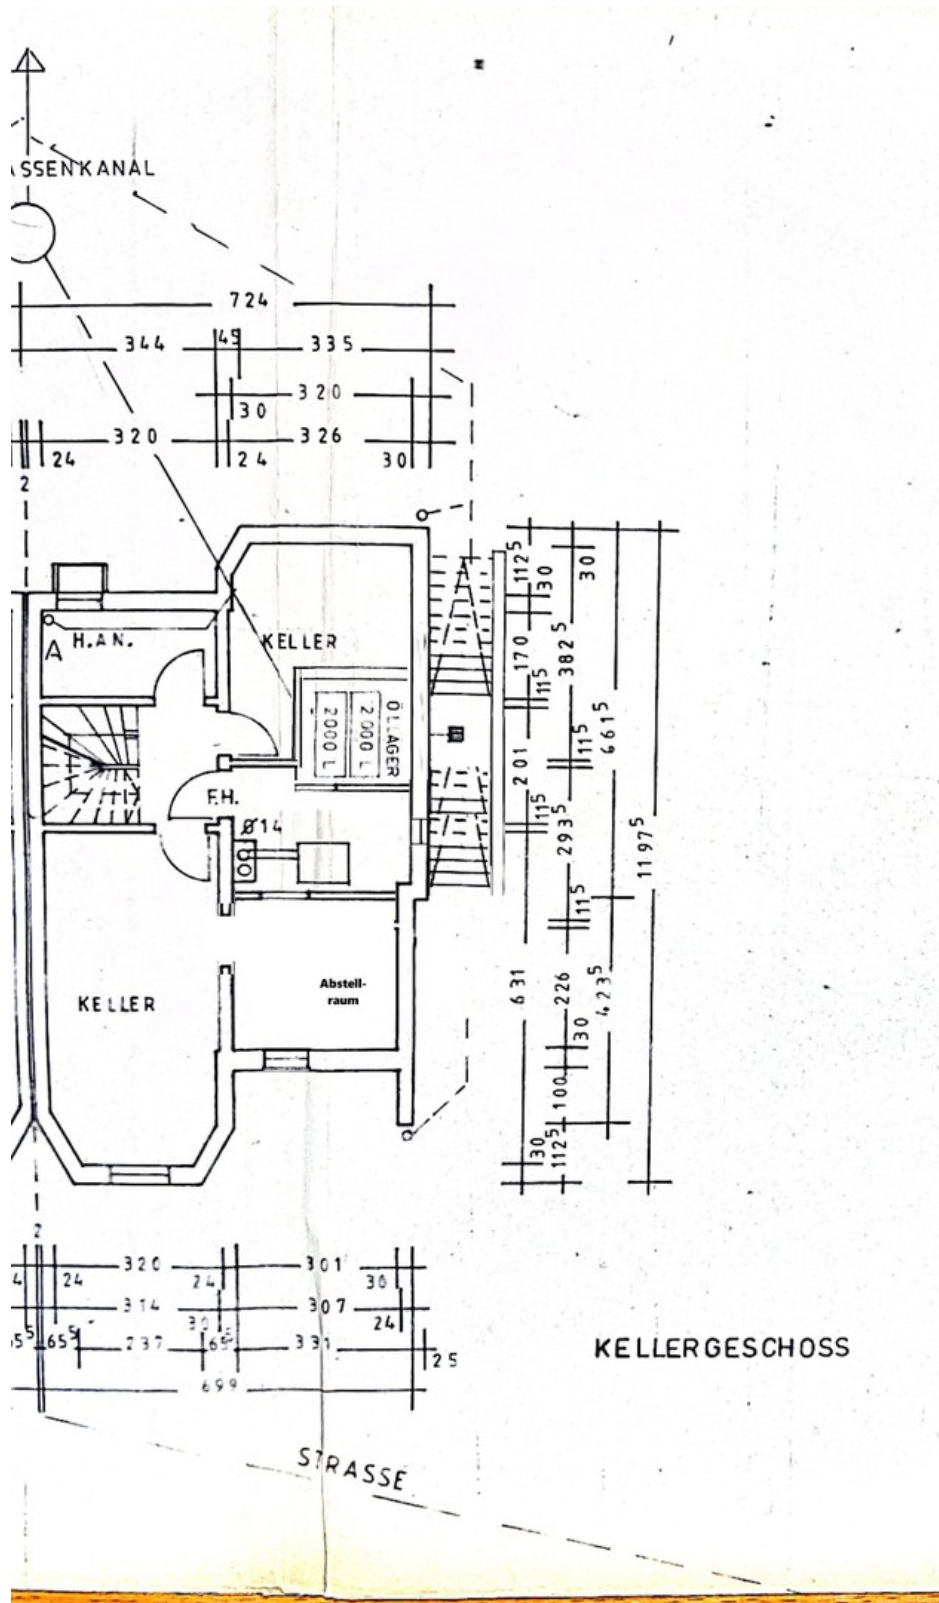 ASSENKANAL
724
344 45 335
30 320
320 326
24 24 30
2
112⁵
30
30
170
382⁵
115
661⁵
201
11⁵
11⁵
293⁵
1197⁵
11⁵
631
226
423⁵
30
100
30
112⁵
KELLER
H.AN.
A
ÖLLAGER
2000 L
2000 L
F.H.
Ø14
Abstell-
raum
KELLER
2
320 301
4 24 24 30
314 307
30 24
55⁵ 65⁵ 237 65⁵ 331
25
699
KELLERGESCHOSS
STRASSE